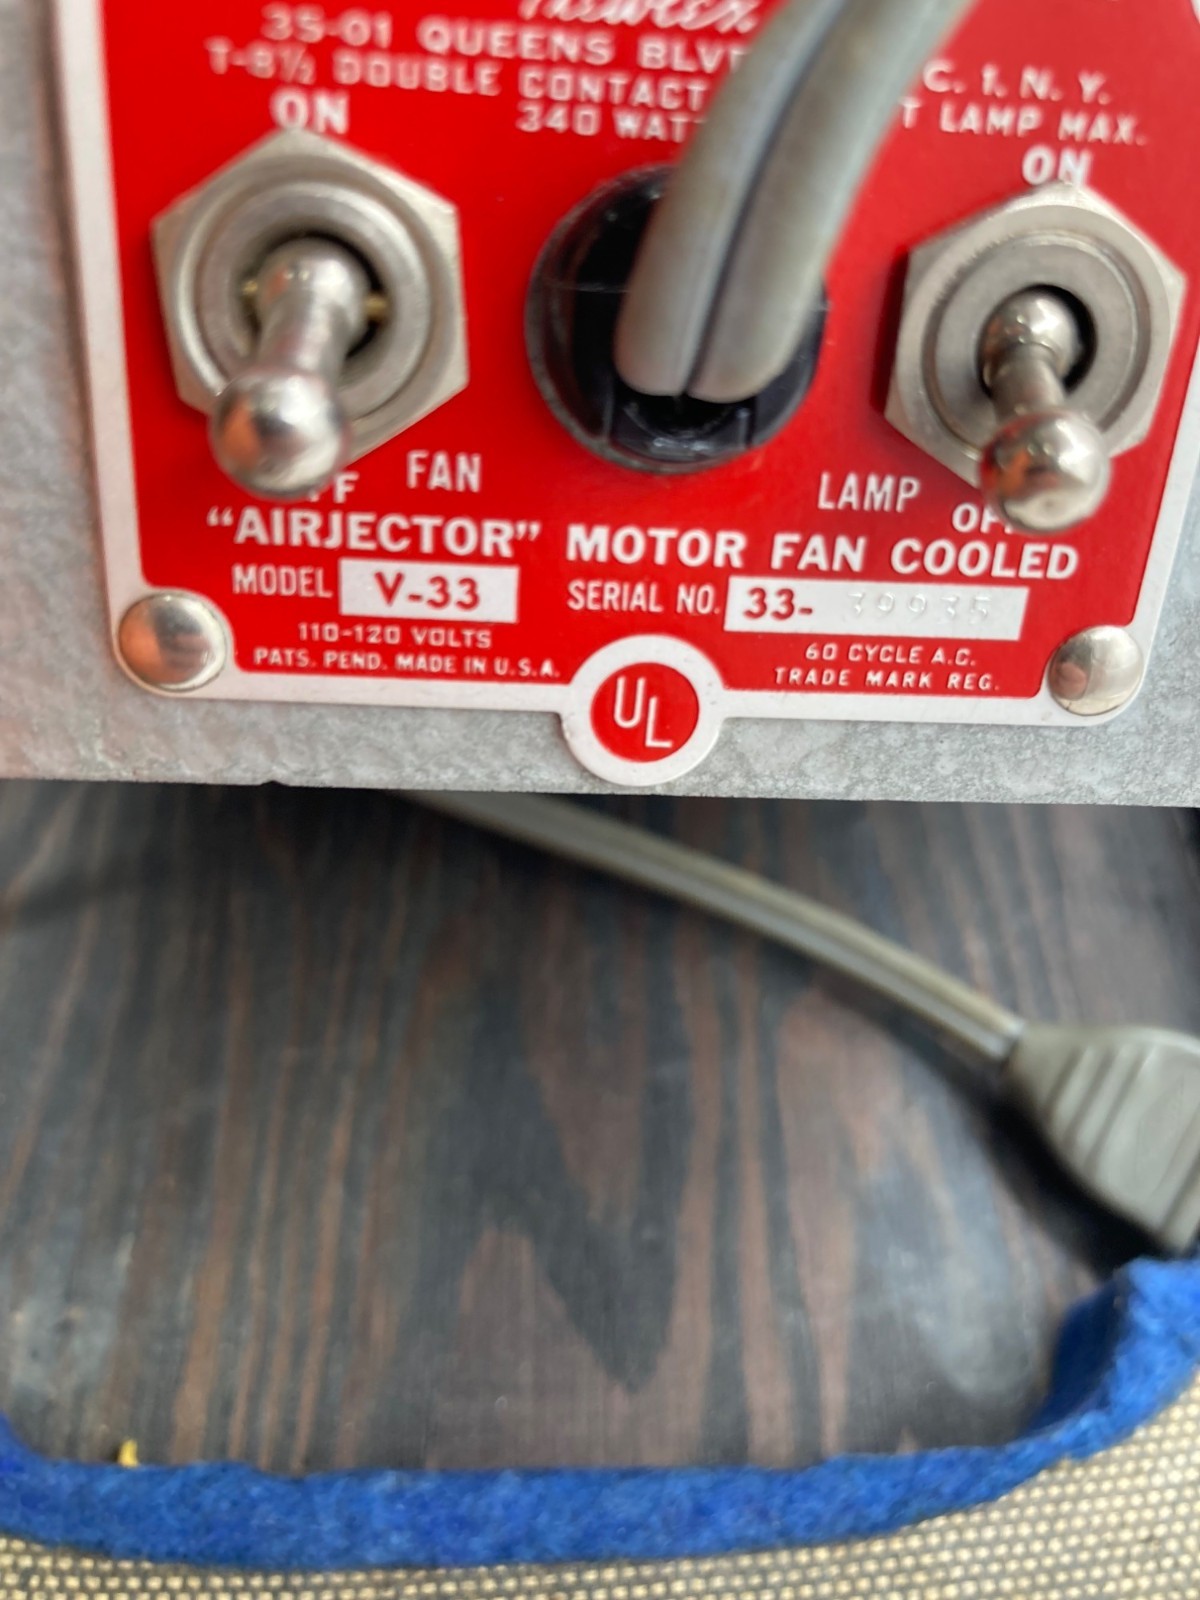 35-01 QUEENS BLV C. 1, N. Y.
T-8½ DOUBLE CONTACT T LAMP MAX.
340 WATT
ON ON
FAN LAMP
"AIRJECTOR" MOTOR FAN COOLED
MODEL V-33 SERIAL NO. 33- 39935
110-120 VOLTS 60 CYCLE A.C.
PATS. PEND. MADE IN U.S.A. TRADE MARK REG.
UL